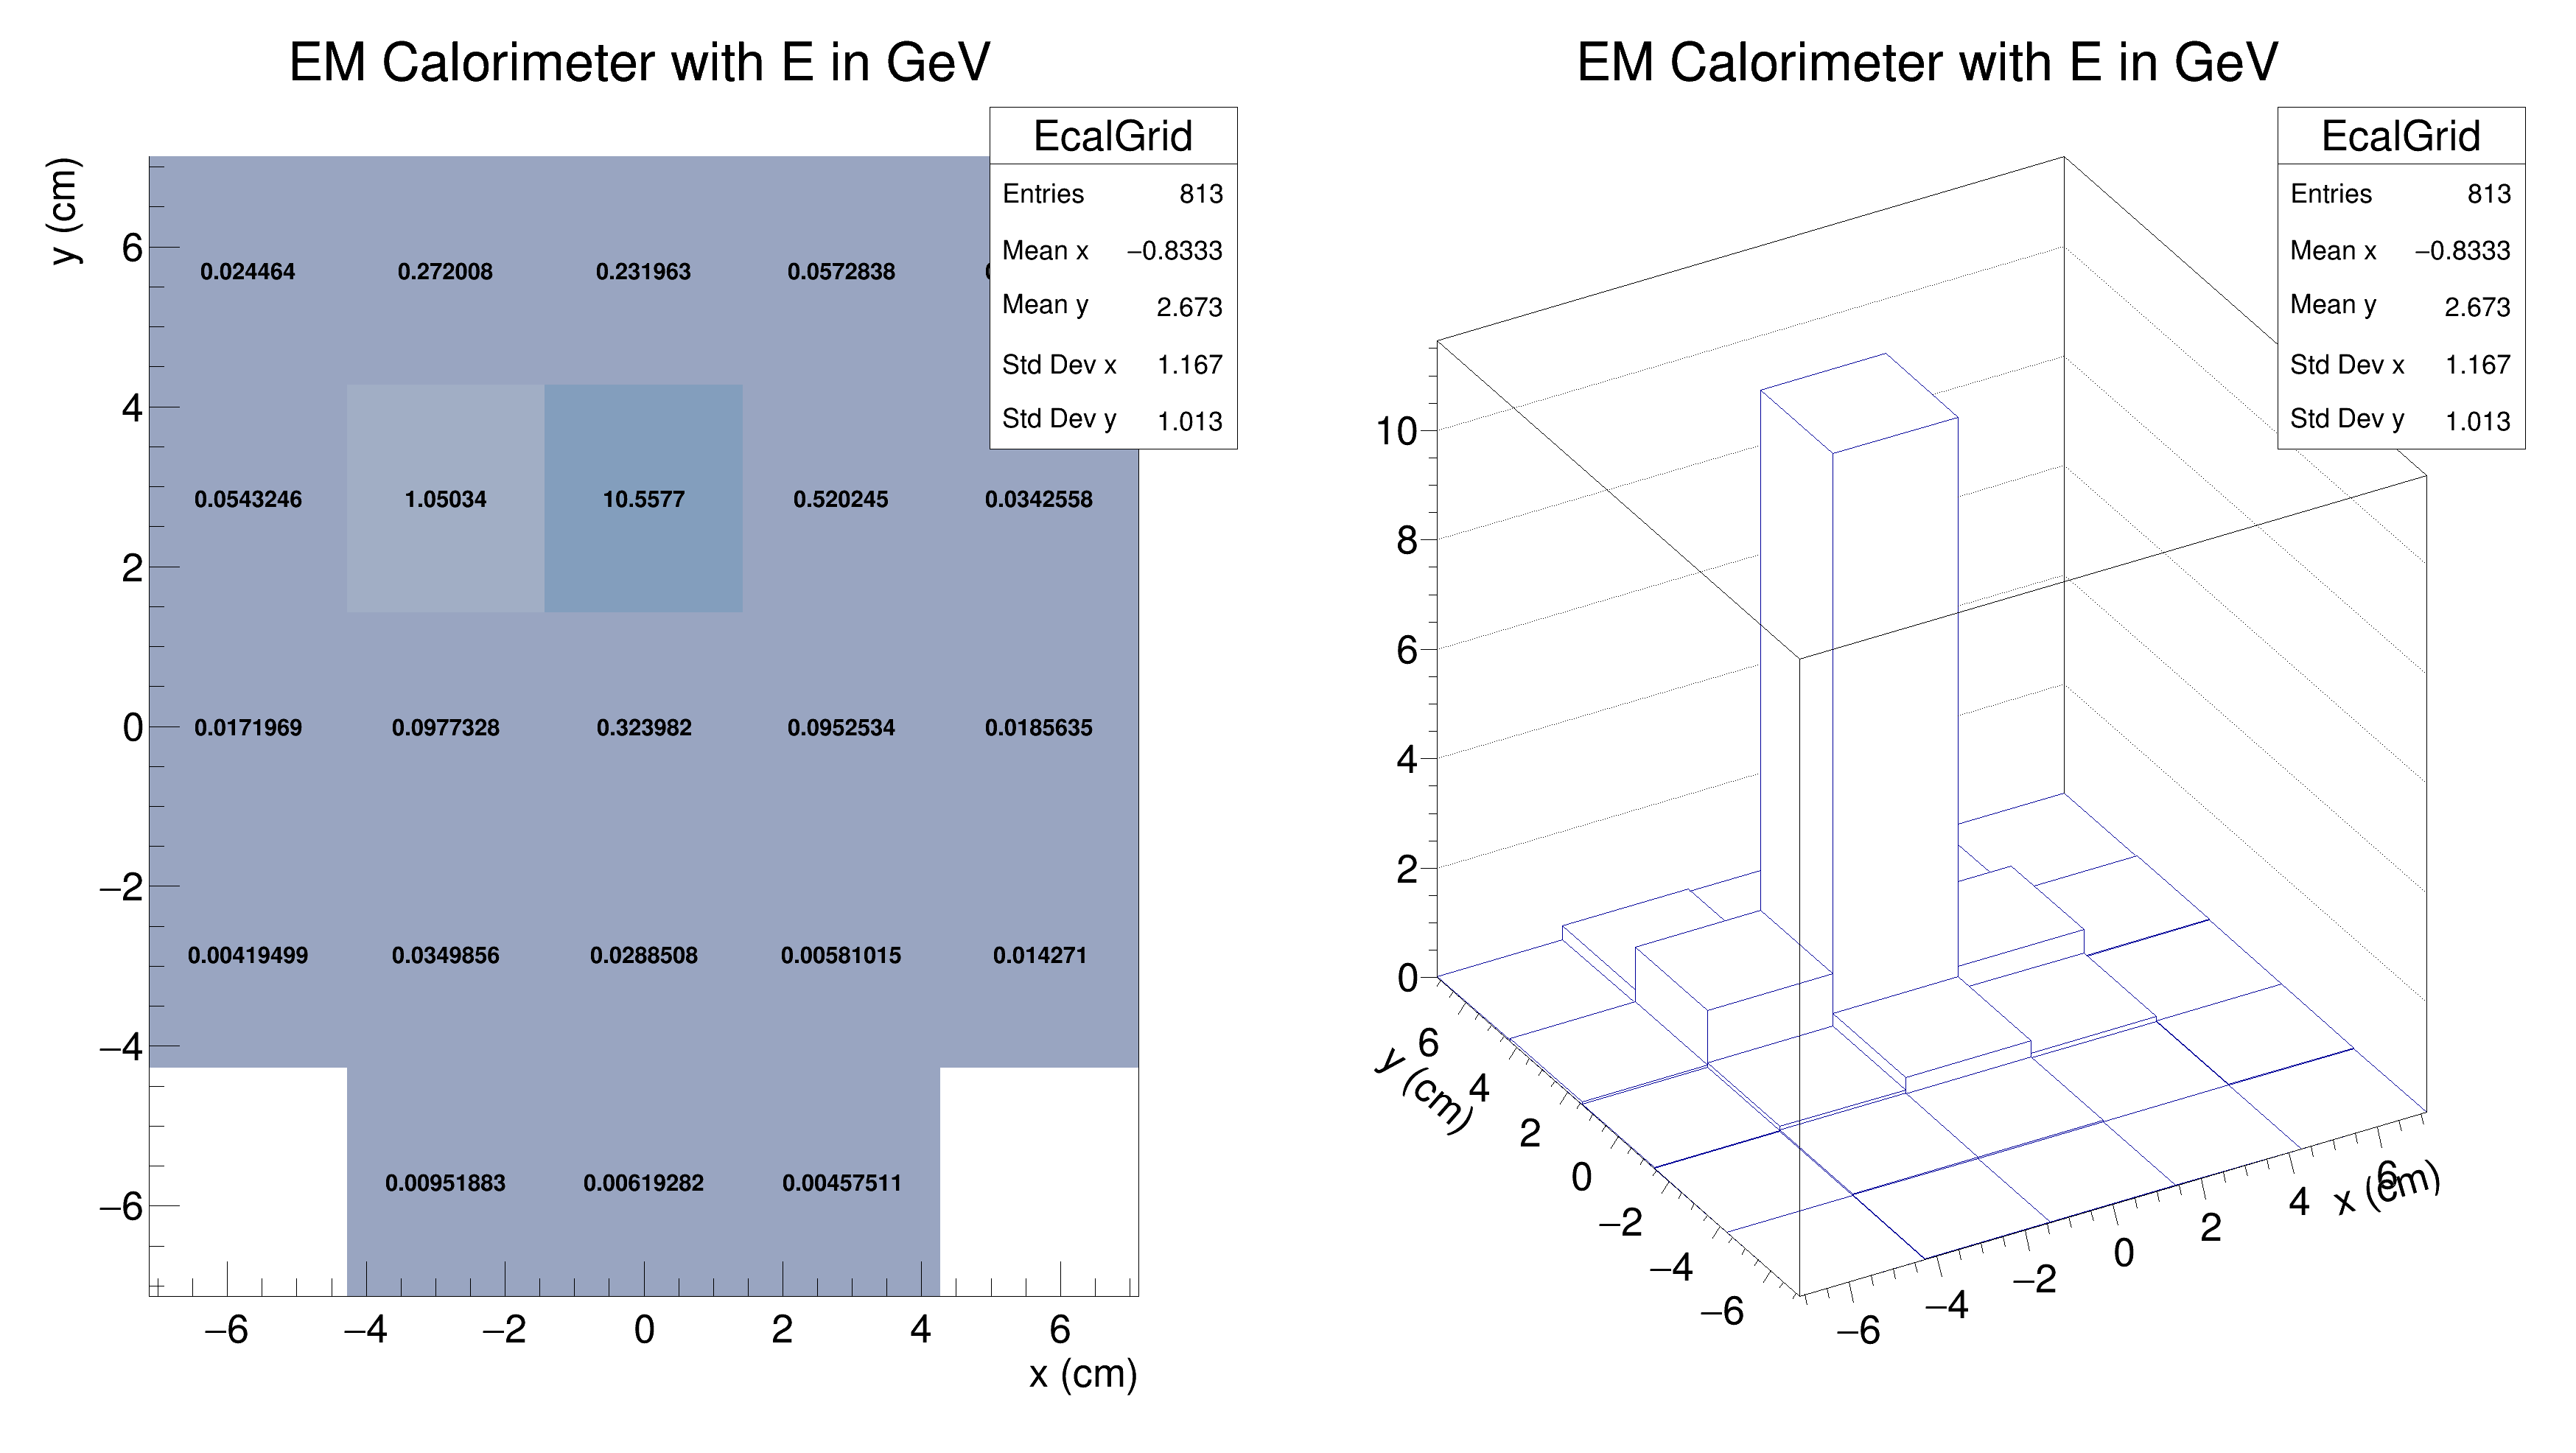 EM Calorimeter with E in GeV
EcalGrid
Entries 813
Mean x −0.8333
Mean y 2.673
Std Dev x 1.167
Std Dev y 1.013
y (cm)
6
4
2
0
−2
−4
−6
0.024464 0.272008 0.231963 0.0572838
0.0543246 1.05034 10.5577 0.520245 0.0342558
0.0171969 0.0977328 0.323982 0.0952534 0.0185635
0.00419499 0.0349856 0.0288508 0.00581015 0.014271
0.00951883 0.00619282 0.00457511
−6 −4 −2 0 2 4 6
x (cm)
EM Calorimeter with E in GeV
EcalGrid
Entries 813
Mean x −0.8333
Mean y 2.673
Std Dev x 1.167
Std Dev y 1.013
10
8
6
4
2
0
y (cm)
6
4
2
0
−2
−4
−6
−6
−4
−2
0
2
4
6
x (cm)